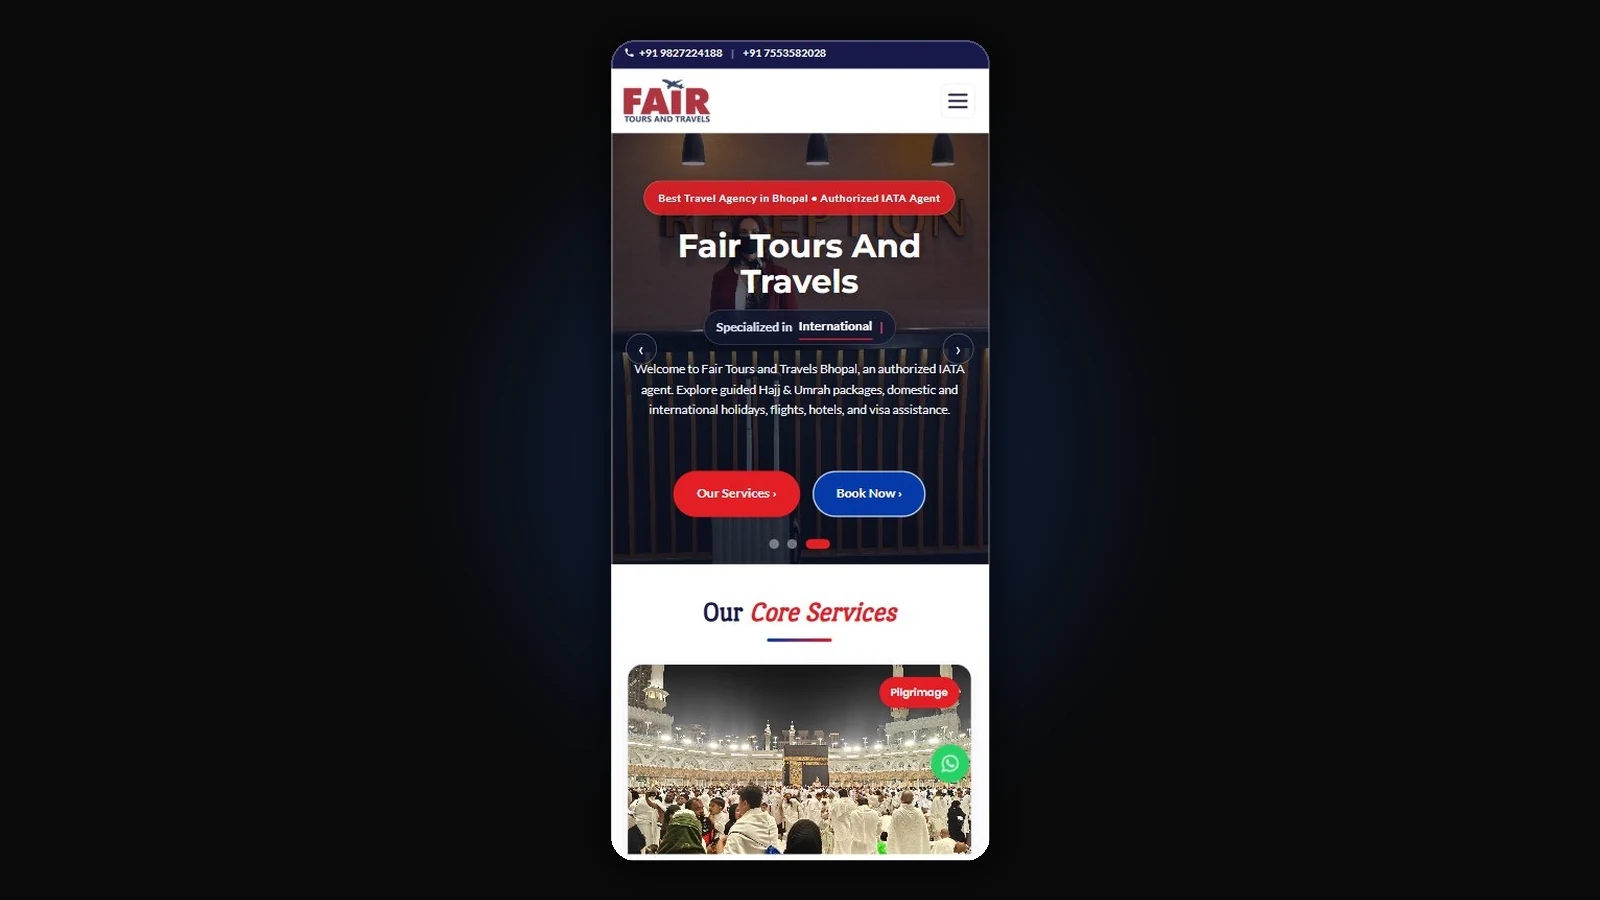 +91 9827224188 | +91 7553582028
FAIR
TOURS AND TRAVELS
RECEPTION
Best Travel Agency in Bhopal • Authorized IATA Agent
Fair Tours And
Travels
Specialized in International |
Welcome to Fair Tours and Travels Bhopal, an authorized IATA
agent. Explore guided Hajj & Umrah packages, domestic and
international holidays, flights, hotels, and visa assistance.
Our Services ›
Book Now ›
Our Core Services
Pilgrimage